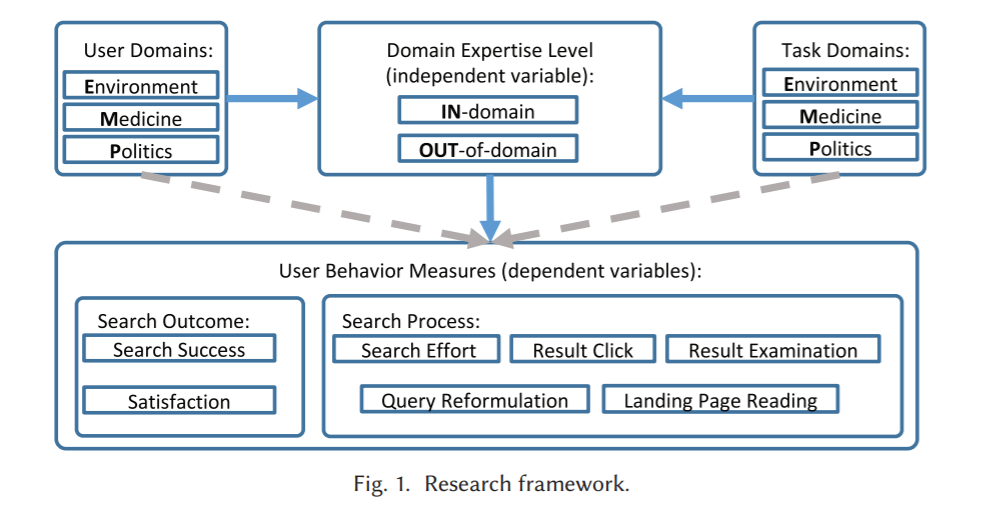 User Domains:
Environment
Medicine
Politics
Domain Expertise Level
(independent variable):
IN-domain
OUT-of-domain
Task Domains:
Environment
Medicine
Politics
User Behavior Measures (dependent variables):
Search Outcome:
Search Success
Satisfaction
Search Process:
Search Effort
Result Click
Result Examination
Query Reformulation
Landing Page Reading
Fig. 1. Research framework.